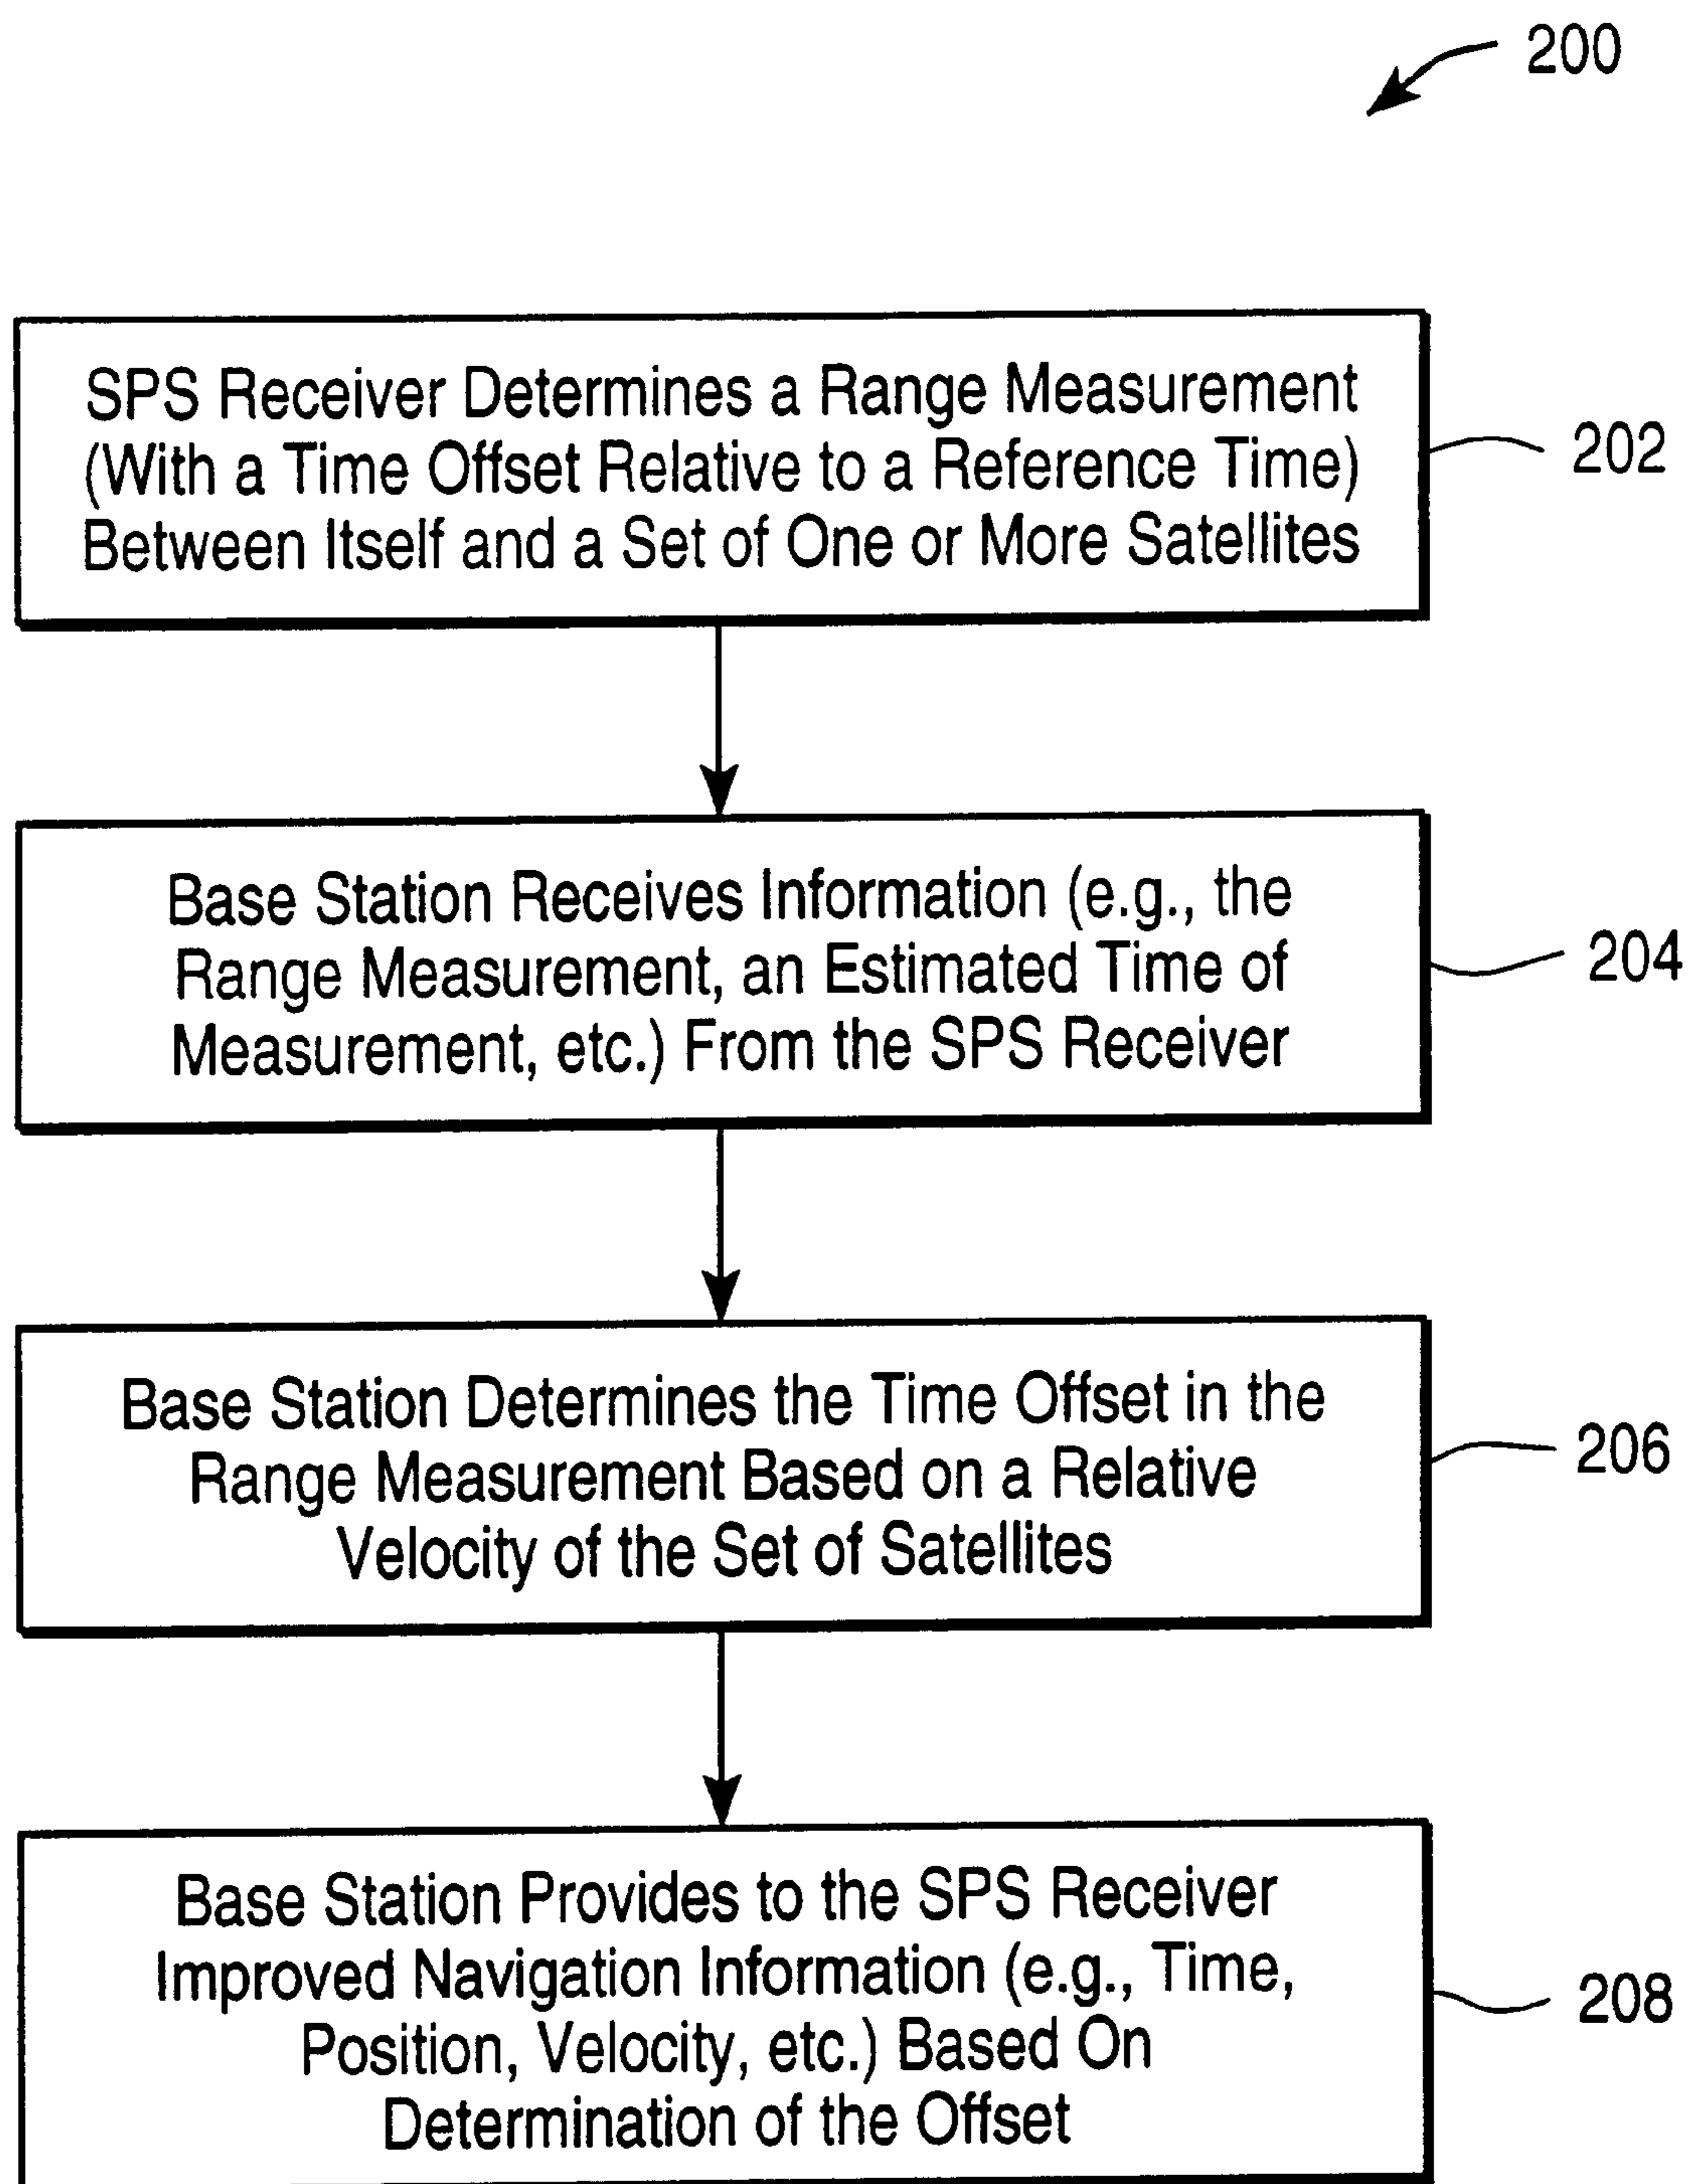 200
SPS Receiver Determines a Range Measurement
(With a Time Offset Relative to a Reference Time)
Between Itself and a Set of One or More Satellites
202
Base Station Receives Information (e.g., the
Range Measurement, an Estimated Time of
Measurement, etc.) From the SPS Receiver
204
Base Station Determines the Time Offset in the
Range Measurement Based on a Relative
Velocity of the Set of Satellites
206
Base Station Provides to the SPS Receiver
Improved Navigation Information (e.g., Time,
Position, Velocity, etc.) Based On
Determination of the Offset
208